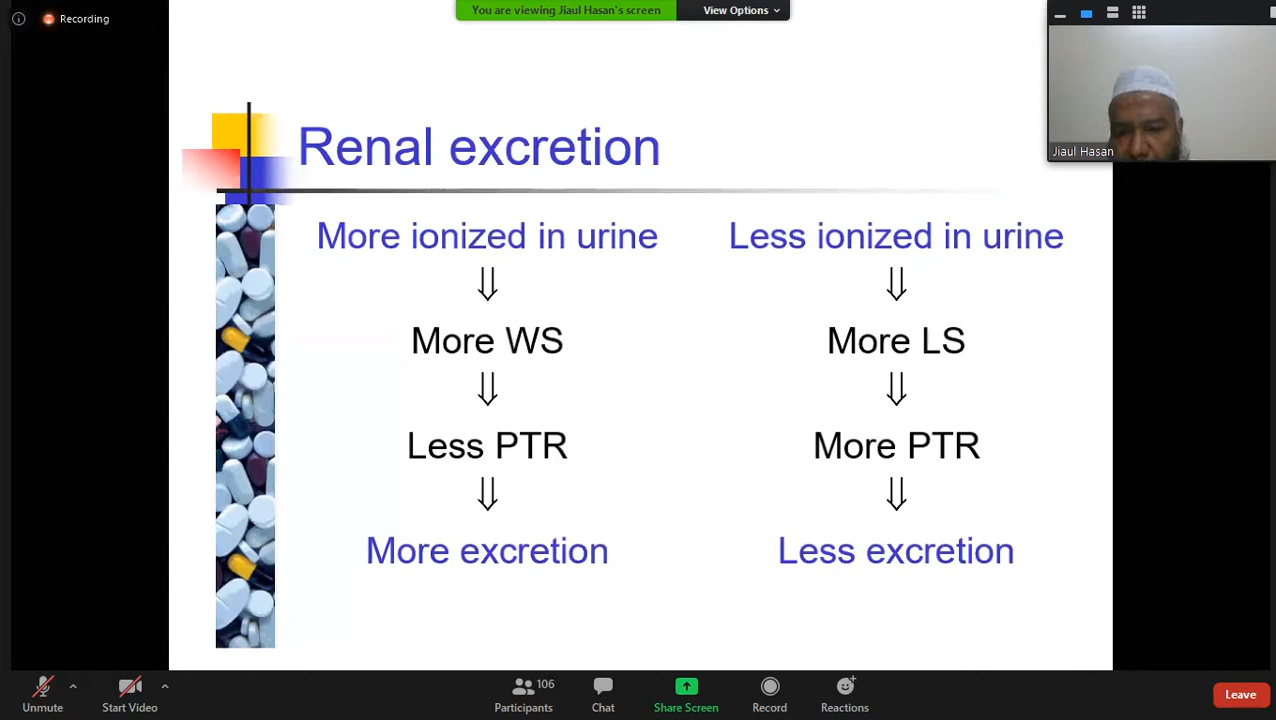 Recording
You are viewing Jiaul Hasan's screen
View Options
Jiaul Hasan
Renal excretion
More ionized in urine
Less ionized in urine
⇓
⇓
More WS
More LS
⇓
⇓
Less PTR
More PTR
⇓
⇓
More excretion
Less excretion
Unmute
Start Video
Participants
106
Chat
Share Screen
Record
Reactions
Leave